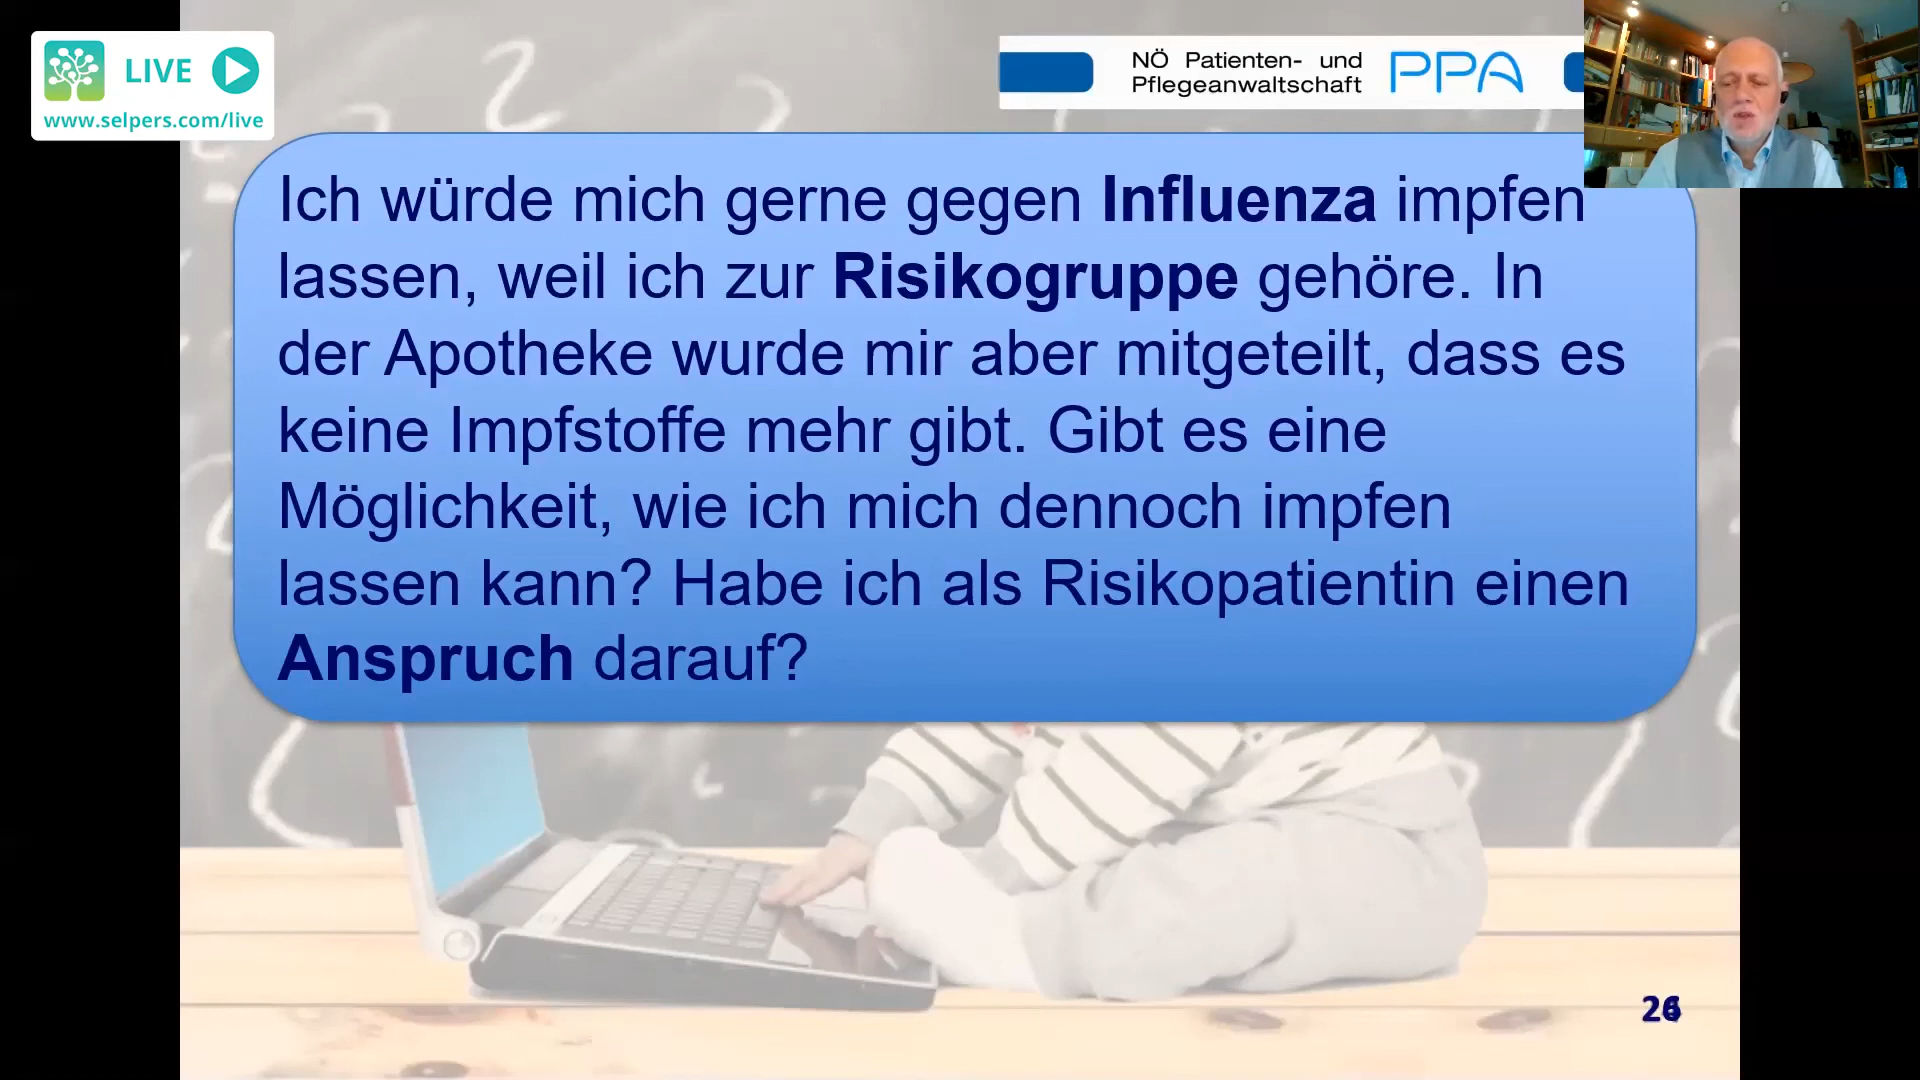 LIVE
www.selpers.com/live
NÖ Patienten- und
Pflegeanwaltschaft
PPA
Ich würde mich gerne gegen Influenza impfen
lassen, weil ich zur Risikogruppe gehöre. In
der Apotheke wurde mir aber mitgeteilt, dass es
keine Impfstoffe mehr gibt. Gibt es eine
Möglichkeit, wie ich mich dennoch impfen
lassen kann? Habe ich als Risikopatientin einen
Anspruch darauf?